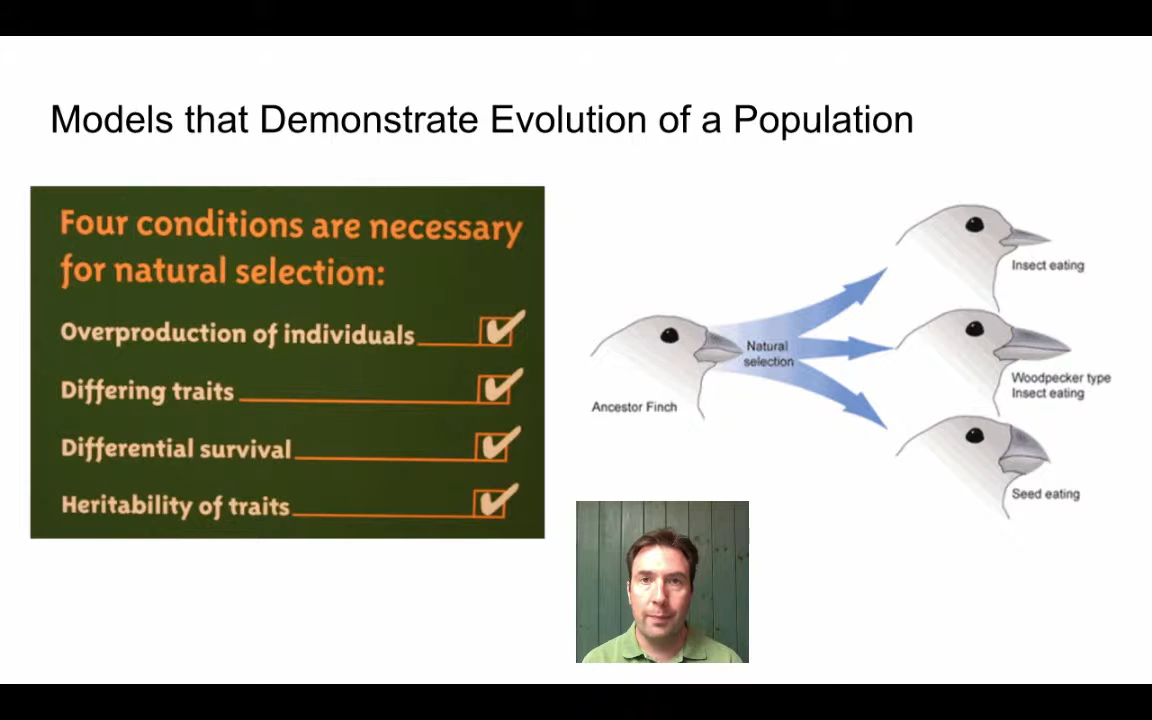 Models that Demonstrate Evolution of a Population
Four conditions are necessary
for natural selection:
Overproduction of individuals
Differing traits
Differential survival
Heritability of traits
Ancestor Finch
Natural
selection
Insect eating
Woodpecker type
Insect eating
Seed eating